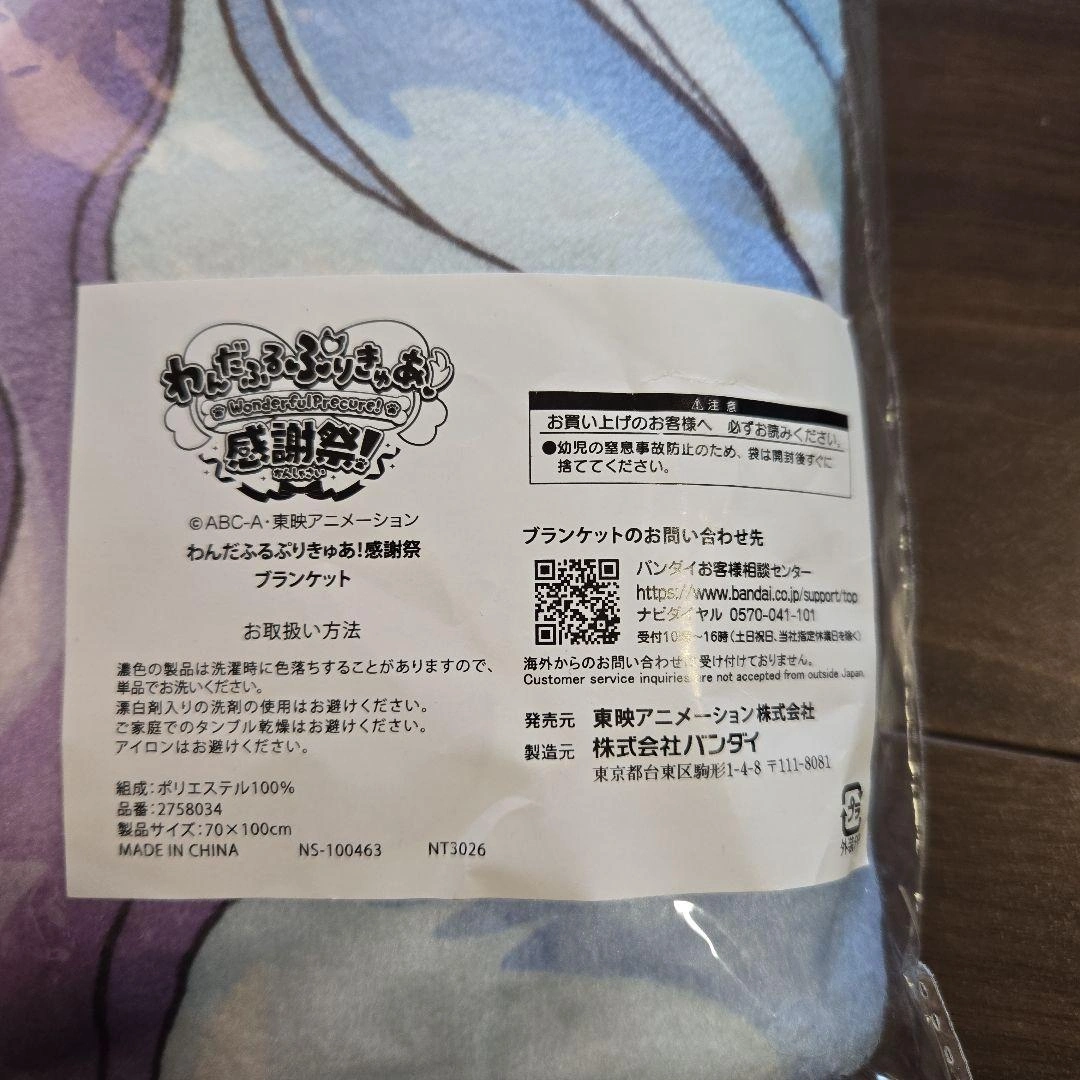 わんだふるぷりきゅあ！
WonderfulPrecure!
感謝祭！
かんしゃさい
©ABC-A・東映アニメーション
わんだふるぷりきゅあ！感謝祭
ブランケット
お取扱い方法
濃色の製品は洗濯時に色落ちすることがありますので、
単品でお洗いください。
漂白剤入りの洗剤の使用はお避けください。
ご家庭でのタンブル乾燥はお避けください。
アイロンはお避けください。
組成：ポリエステル100%
品番：2758034
製品サイズ：70×100cm
MADE IN CHINA NS-100463 NT3026
⚠注意
お買い上げのお客様へ 必ずお読みください。
●幼児の窒息事故防止のため、袋は開封後すぐに
捨ててください。
ブランケットのお問い合わせ先
バンダイお客様相談センター
https://www.bandai.co.jp/support/top
ナビダイヤル 0570-041-101
受付10時～16時（土日祝日、当社指定休業日を除く）
海外からのお問い合わせは受け付けておりません。
Customer service inquiries are not accepted from outside Japan.
発売元 東映アニメーション株式会社
製造元 株式会社バンダイ
東京都台東区駒形1-4-8 〒111-8081
プラ